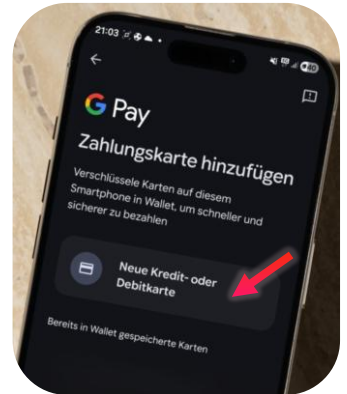 21:03
40
G Pay
Zahlungskarte hinzufügen
Verschlüssele Karten auf diesem
Smartphone in Wallet, um schneller und
sicherer zu bezahlen
Neue Kredit- oder
Debitkarte
Bereits in Wallet gespeicherte Karten